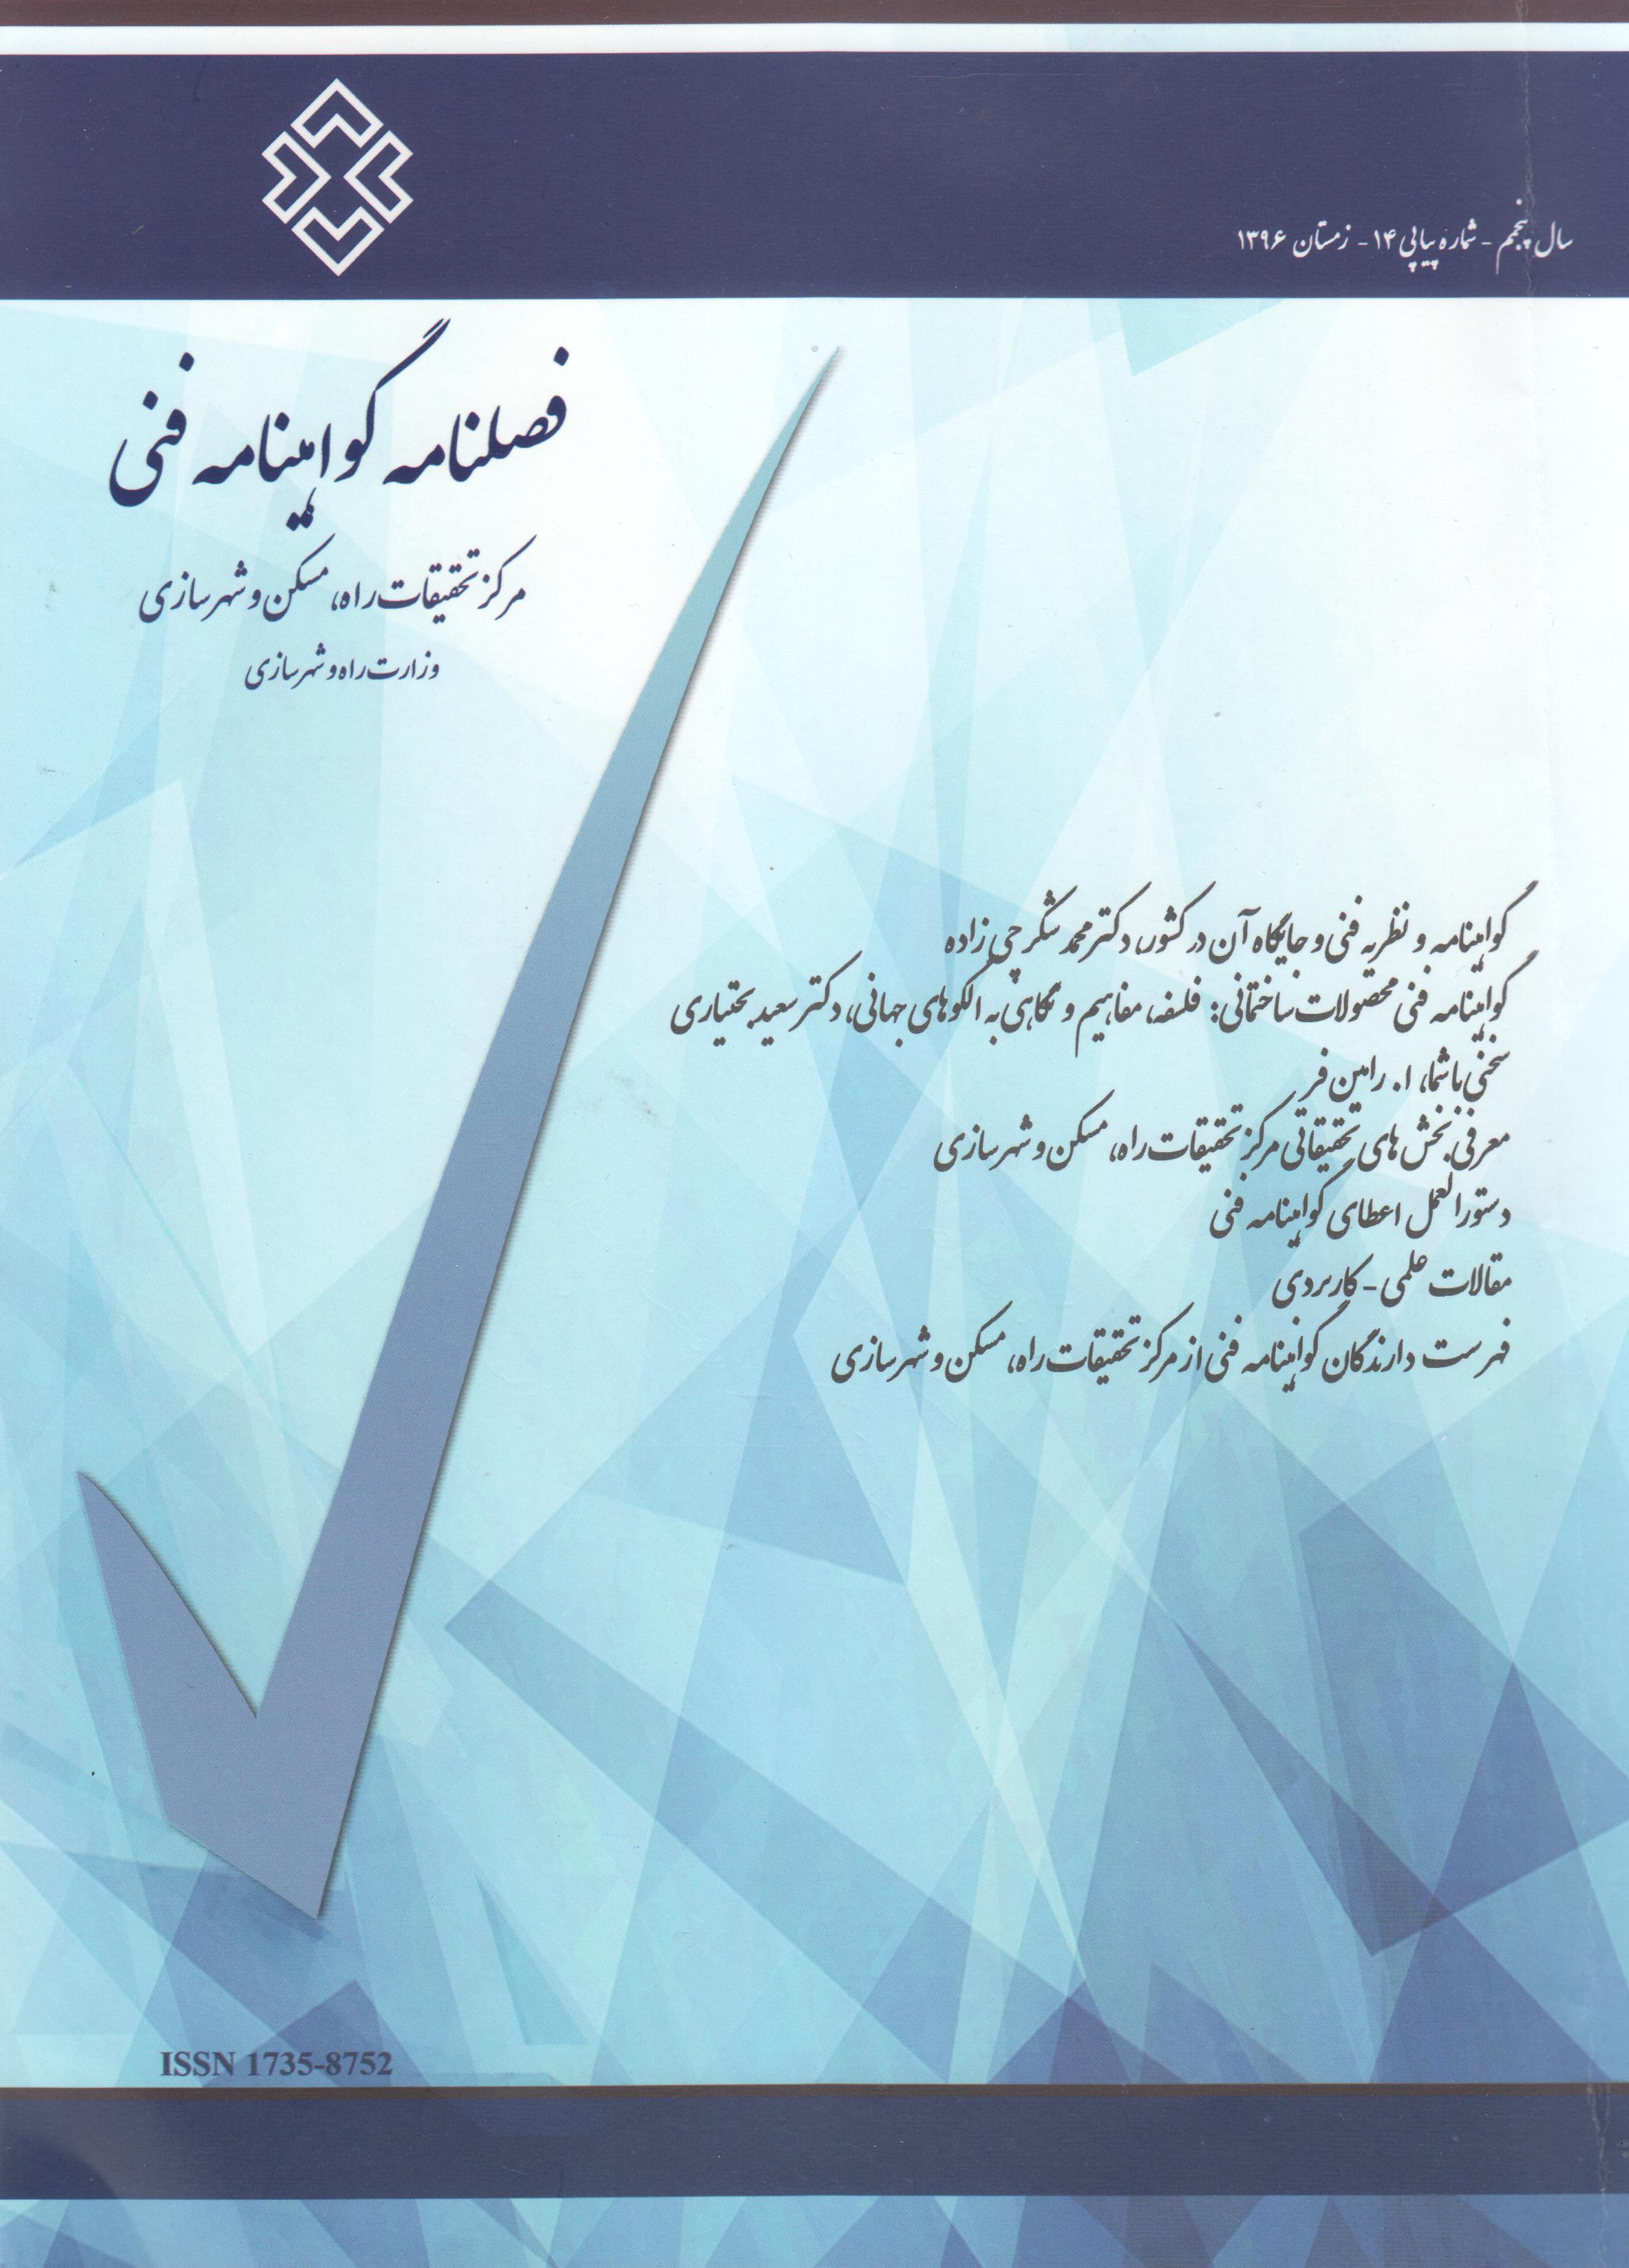 سال پنجم - شماره پیاپی ۱۴ - زمستان ۱۳۹۶
فصلنامه گواهینامه فنی
مرکز تحقیقات راه، مسکن و شهرسازی
وزارت راه و شهرسازی
گواهینامه و نظریه فنی و جایگاه آن در کشور، دکتر محمد شکرچی زاده
گواهینامه فنی محصولات ساختمانی: فلسفه، مفاهیم و نگاهی به الگوهای جهانی، دکتر سعید بختیاری
سخنی با شما، ا. رامین فر
معرفی بخش های تحقیقاتی مرکز تحقیقات راه، مسکن و شهرسازی
دستورالعمل اعطای گواهینامه فنی
مقالات علمی - کاربردی
فهرست دارندگان گواهینامه فنی از مرکز تحقیقات راه، مسکن و شهرسازی
ISSN 1735-8752